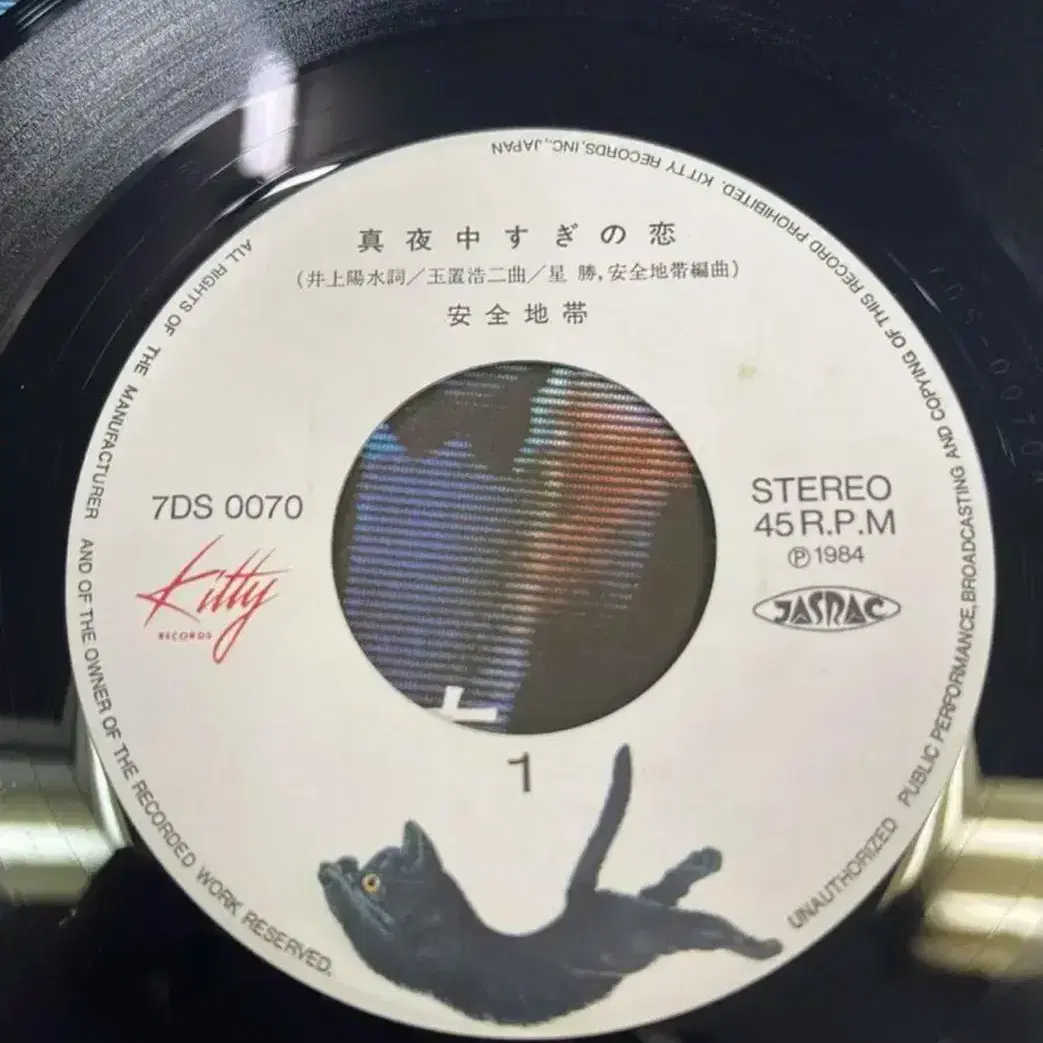 真夜中すぎの恋
(井上陽水詞／玉置浩二曲／星 勝,安全地帯編曲)
安全地帯
7DS 0070
Kitty
RECORDS
STEREO
45 R.P.M
Ⓟ1984
JASRAC
1
ALL RIGHTS OF THE MANUFACTURER AND OF THE OWNER OF THE RECORDED WORK RESERVED.
UNAUTHORIZED PUBLIC PERFORMANCE, BROADCASTING AND COPYING OF THIS RECORD PROHIBITED. KITTY RECORDS, INC., JAPAN